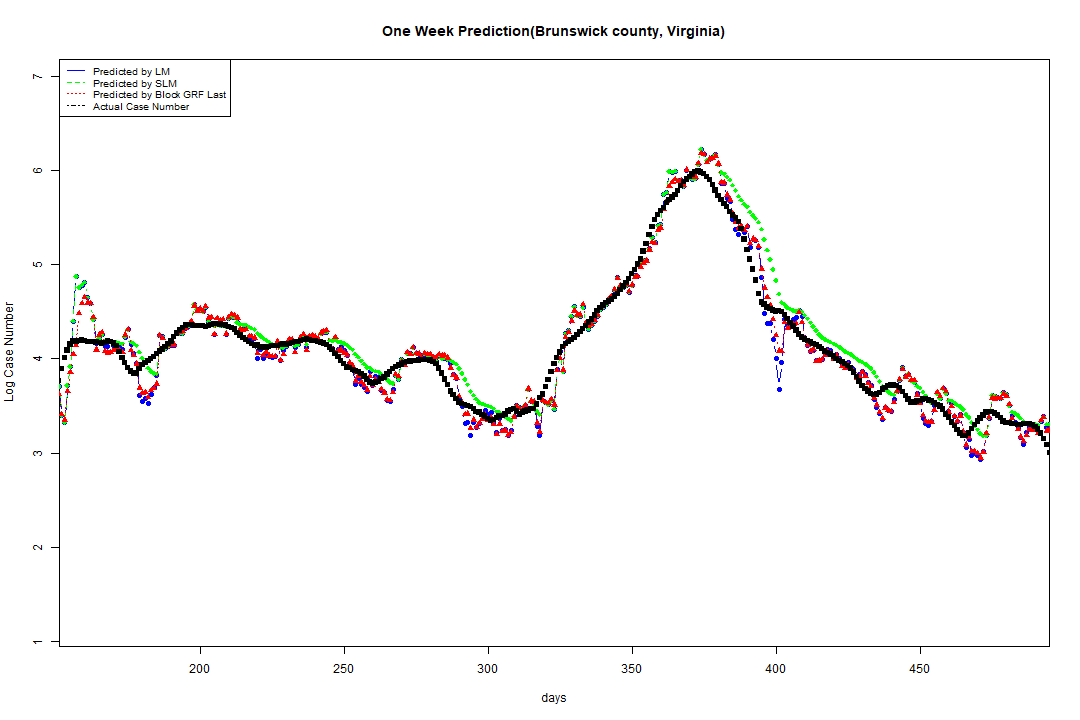 One Week Prediction(Brunswick county, Virginia)
Predicted by LM
Predicted by SLM
Predicted by Block GRF Last
Actual Case Number
7
6
5
4
3
2
1
Log Case Number
200 250 300 350 400 450
days